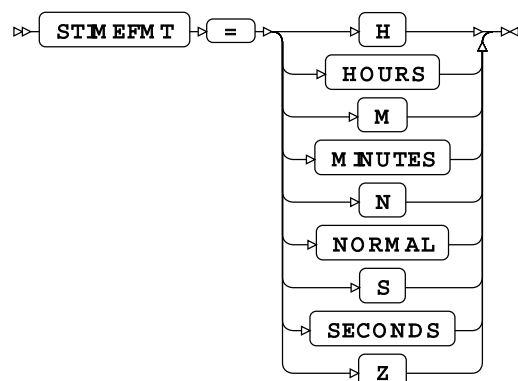 STIMEFMT = H
HOURS
M
MINUTES
N
NORMAL
S
SECONDS
Z